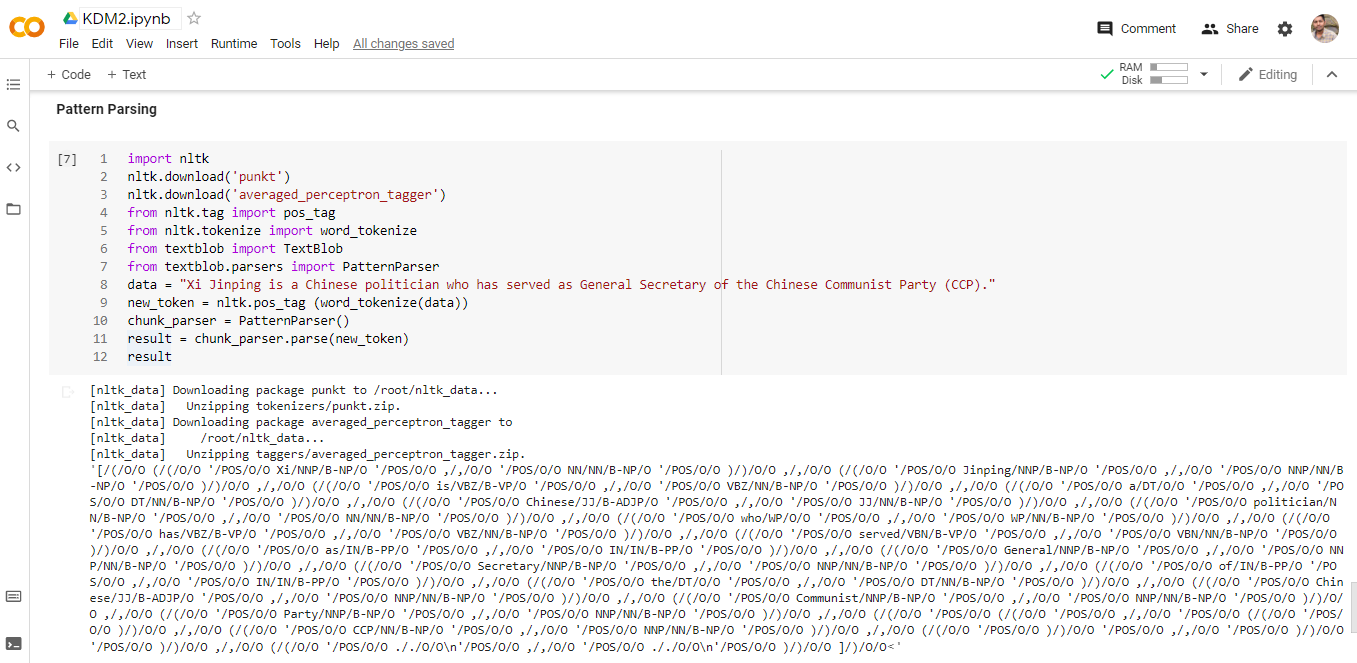 KDM2.ipynb
File Edit View Insert Runtime Tools Help All changes saved
Comment Share
+ Code + Text
RAM
Disk
Editing
Pattern Parsing
[7] 1 import nltk
2 nltk.download('punkt')
3 nltk.download('averaged_perceptron_tagger')
4 from nltk.tag import pos_tag
5 from nltk.tokenize import word_tokenize
6 from textblob import TextBlob
7 from textblob.parsers import PatternParser
8 data = "Xi Jinping is a Chinese politician who has served as General Secretary of the Chinese Communist Party (CCP)."
9 new_token = nltk.pos_tag (word_tokenize(data))
10 chunk_parser = PatternParser()
11 result = chunk_parser.parse(new_token)
12 result
[nltk_data] Downloading package punkt to /root/nltk_data...
[nltk_data]   Unzipping tokenizers/punkt.zip.
[nltk_data] Downloading package averaged_perceptron_tagger to
[nltk_data]     /root/nltk_data...
[nltk_data]   Unzipping taggers/averaged_perceptron_tagger.zip.
'[/(/O/O (/(/O/O '/POS/O/O Xi/NNP/B-NP/O '/POS/O/O ,/,/O/O '/POS/O/O NN/NN/B-NP/O '/POS/O/O )/)/O/O ,/,/O/O (/(/O/O '/POS/O/O Jinping/NNP/B-NP/O '/POS/O/O ,/,/O/O '/POS/O/O NNP/NN/B
-NP/O '/POS/O/O )/)/O/O ,/,/O/O (/(/O/O '/POS/O/O is/VBZ/B-VP/O '/POS/O/O ,/,/O/O '/POS/O/O VBZ/NN/B-NP/O '/POS/O/O )/)/O/O ,/,/O/O (/(/O/O '/POS/O/O a/DT/O/O '/POS/O/O ,/,/O/O '/PO
S/O/O DT/NN/B-NP/O '/POS/O/O )/)/O/O ,/,/O/O (/(/O/O '/POS/O/O Chinese/JJ/B-ADJP/O '/POS/O/O ,/,/O/O '/POS/O/O JJ/NN/B-NP/O '/POS/O/O )/)/O/O ,/,/O/O (/(/O/O '/POS/O/O politician/N
N/B-NP/O '/POS/O/O ,/,/O/O '/POS/O/O NN/NN/B-NP/O '/POS/O/O )/)/O/O ,/,/O/O (/(/O/O '/POS/O/O who/WP/O/O '/POS/O/O ,/,/O/O '/POS/O/O WP/NN/B-NP/O '/POS/O/O )/)/O/O ,/,/O/O (/(/O/O
'/POS/O/O has/VBZ/B-VP/O '/POS/O/O ,/,/O/O '/POS/O/O VBZ/NN/B-NP/O '/POS/O/O )/)/O/O ,/,/O/O (/(/O/O '/POS/O/O served/VBN/B-VP/O '/POS/O/O ,/,/O/O '/POS/O/O VBN/NN/B-NP/O '/POS/O/O
)/)/O/O ,/,/O/O (/(/O/O '/POS/O/O as/IN/B-PP/O '/POS/O/O ,/,/O/O '/POS/O/O IN/IN/B-PP/O '/POS/O/O )/)/O/O ,/,/O/O (/(/O/O '/POS/O/O General/NNP/B-NP/O '/POS/O/O ,/,/O/O '/POS/O/O NN
P/NN/B-NP/O '/POS/O/O )/)/O/O ,/,/O/O (/(/O/O '/POS/O/O Secretary/NNP/B-NP/O '/POS/O/O ,/,/O/O '/POS/O/O NNP/NN/B-NP/O '/POS/O/O )/)/O/O ,/,/O/O (/(/O/O '/POS/O/O of/IN/B-PP/O '/PO
S/O/O ,/,/O/O '/POS/O/O IN/IN/B-PP/O '/POS/O/O )/)/O/O ,/,/O/O (/(/O/O '/POS/O/O the/DT/O/O '/POS/O/O ,/,/O/O '/POS/O/O DT/NN/B-NP/O '/POS/O/O )/)/O/O ,/,/O/O (/(/O/O '/POS/O/O Chin
ese/JJ/B-ADJP/O '/POS/O/O ,/,/O/O '/POS/O/O NNP/NN/B-NP/O '/POS/O/O )/)/O/O ,/,/O/O (/(/O/O '/POS/O/O Communist/NNP/B-NP/O '/POS/O/O ,/,/O/O '/POS/O/O NNP/NN/B-NP/O '/POS/O/O )/)/O/
O ,/,/O/O (/(/O/O '/POS/O/O Party/NNP/B-NP/O '/POS/O/O ,/,/O/O '/POS/O/O NNP/NN/B-NP/O '/POS/O/O )/)/O/O ,/,/O/O (/(/O/O '/POS/O/O (/(/O/O '/POS/O/O ,/,/O/O '/POS/O/O (/(/O/O '/POS/
O/O )/)/O/O ,/,/O/O (/(/O/O '/POS/O/O CCP/NN/B-NP/O '/POS/O/O ,/,/O/O '/POS/O/O NNP/NN/B-NP/O '/POS/O/O )/)/O/O ,/,/O/O (/(/O/O '/POS/O/O )/)/O/O '/POS/O/O ,/,/O/O '/POS/O/O )/)/O/O
'/POS/O/O )/)/O/O ,/,/O/O (/(/O/O '/POS/O/O ././O/O\n'/POS/O/O ,/,/O/O '/POS/O/O ././O/O\n'/POS/O/O )/)/O/O ]/)/O/O<'